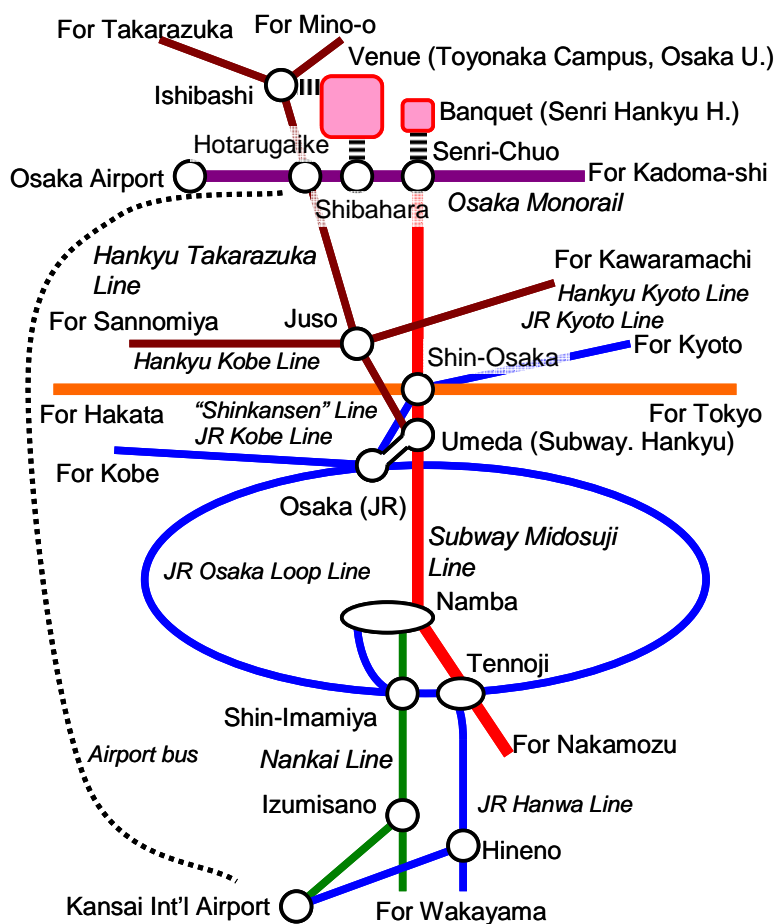 For Takarazuka
For Mino-o
Venue (Toyonaka Campus, Osaka U.)
Ishibashi
Banquet (Senri Hankyu H.)
Hotarugaike
Senri-Chuo
Osaka Airport
For Kadoma-shi
Shibahara
Osaka Monorail
Hankyu Takarazuka
Line
For Kawaramachi
Hankyu Kyoto Line
For Sannomiya
Juso
JR Kyoto Line
Hankyu Kobe Line
Shin-Osaka
For Kyoto
For Hakata
“Shinkansen” Line
For Tokyo
JR Kobe Line
Umeda (Subway. Hankyu)
For Kobe
Osaka (JR)
Subway Midosuji
Line
JR Osaka Loop Line
Namba
Tennoji
Shin-Imamiya
For Nakamozu
Airport bus
Nankai Line
Izumisano
JR Hanwa Line
Hineno
Kansai Int'l Airport
For Wakayama